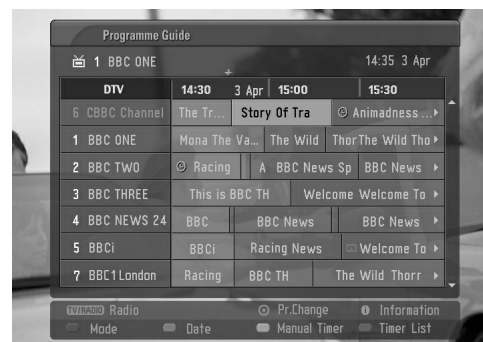 Programme Guide
1 BBC ONE 14:35 3 Apr
DTV 14:30 3 Apr 15:00 15:30
6 CBBC Channel The Tr... Story Of Tra Animadness ...
1 BBC ONE Mona The Va... The Wild Thor The Wild Tho
2 BBC TWO Racing A BBC News Sp BBC News
3 BBC THREE This is BBC TH Welcome Welcome To
4 BBC NEWS 24 BBC BBC News BBC News
5 BBCi BBCi Racing News Welcome To
7 BBC1 London Racing BBC TH The Wild Thorr
TV/RADIO Radio Pr.Change Information
Mode Date Manual Timer Timer List